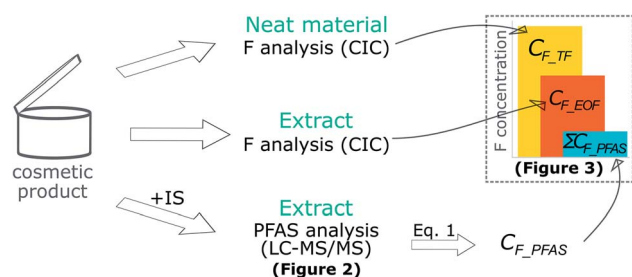 Neat material
F analysis (CIC)
Extract
F analysis (CIC)
cosmetic
product
+IS
Extract
PFAS analysis
(LC-MS/MS)
(Figure 2)
Eq. 1
C_F_PFAS
F concentration
C_F_TF
C_F_EOF
ΣC_F_PFAS
(Figure 3)